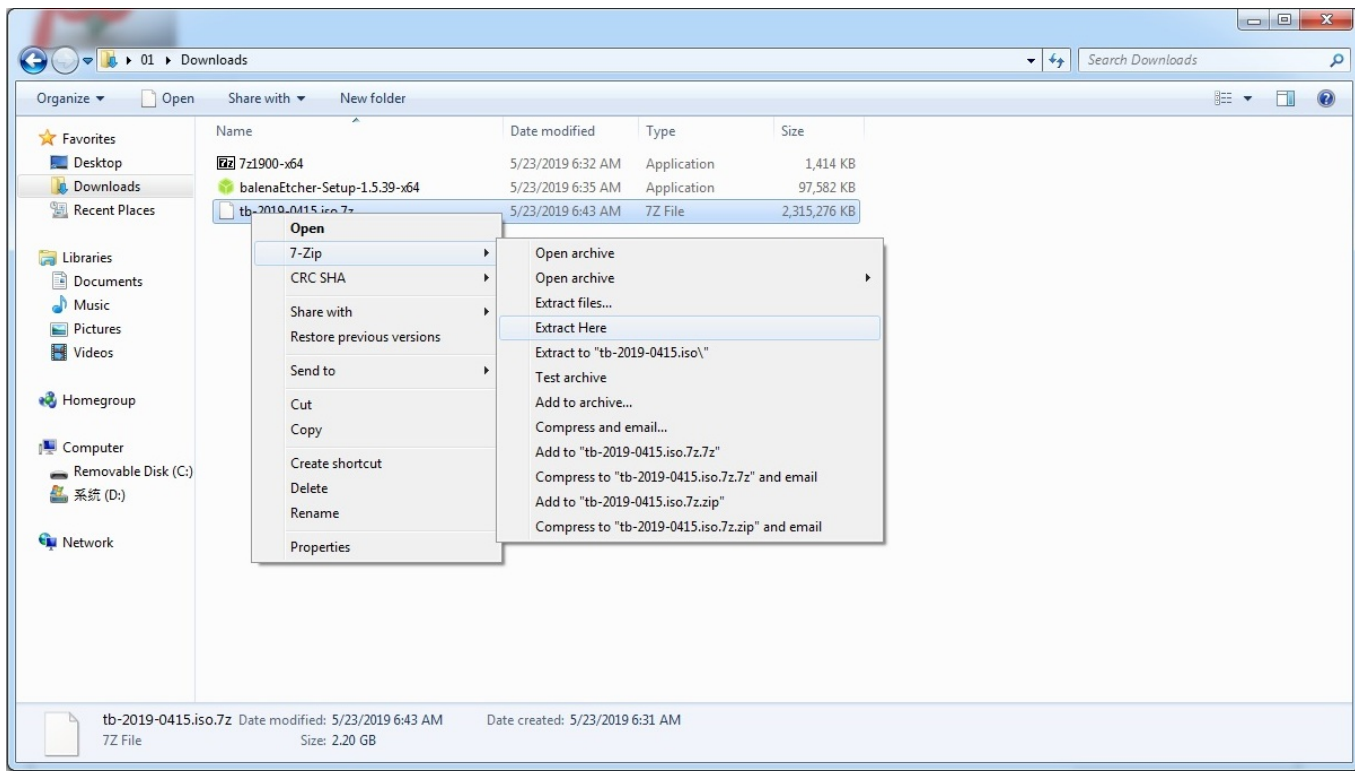 01 Downloads
Search Downloads
Organize Open Share with New folder
Name Date modified Type Size
7z1900-x64 5/23/2019 6:32 AM Application 1,414 KB
balenaEtcher-Setup-1.5.39-x64 5/23/2019 6:35 AM Application 97,582 KB
tb-2019-0415.iso.7z 5/23/2019 6:43 AM 7Z File 2,315,276 KB
Favorites
Desktop
Downloads
Recent Places
Libraries
Documents
Music
Pictures
Videos
Homegroup
Computer
Removable Disk (C:)
系统 (D:)
Network
Open
7-Zip
CRC SHA
Share with
Restore previous versions
Send to
Cut
Copy
Create shortcut
Delete
Rename
Properties
Open archive
Open archive
Extract files...
Extract Here
Extract to "tb-2019-0415.iso\"
Test archive
Add to archive...
Compress and email...
Add to "tb-2019-0415.iso.7z.7z"
Compress to "tb-2019-0415.iso.7z.7z" and email
Add to "tb-2019-0415.iso.7z.zip"
Compress to "tb-2019-0415.iso.7z.zip" and email
tb-2019-0415.iso.7z Date modified: 5/23/2019 6:43 AM Date created: 5/23/2019 6:31 AM
7Z File Size: 2.20 GB